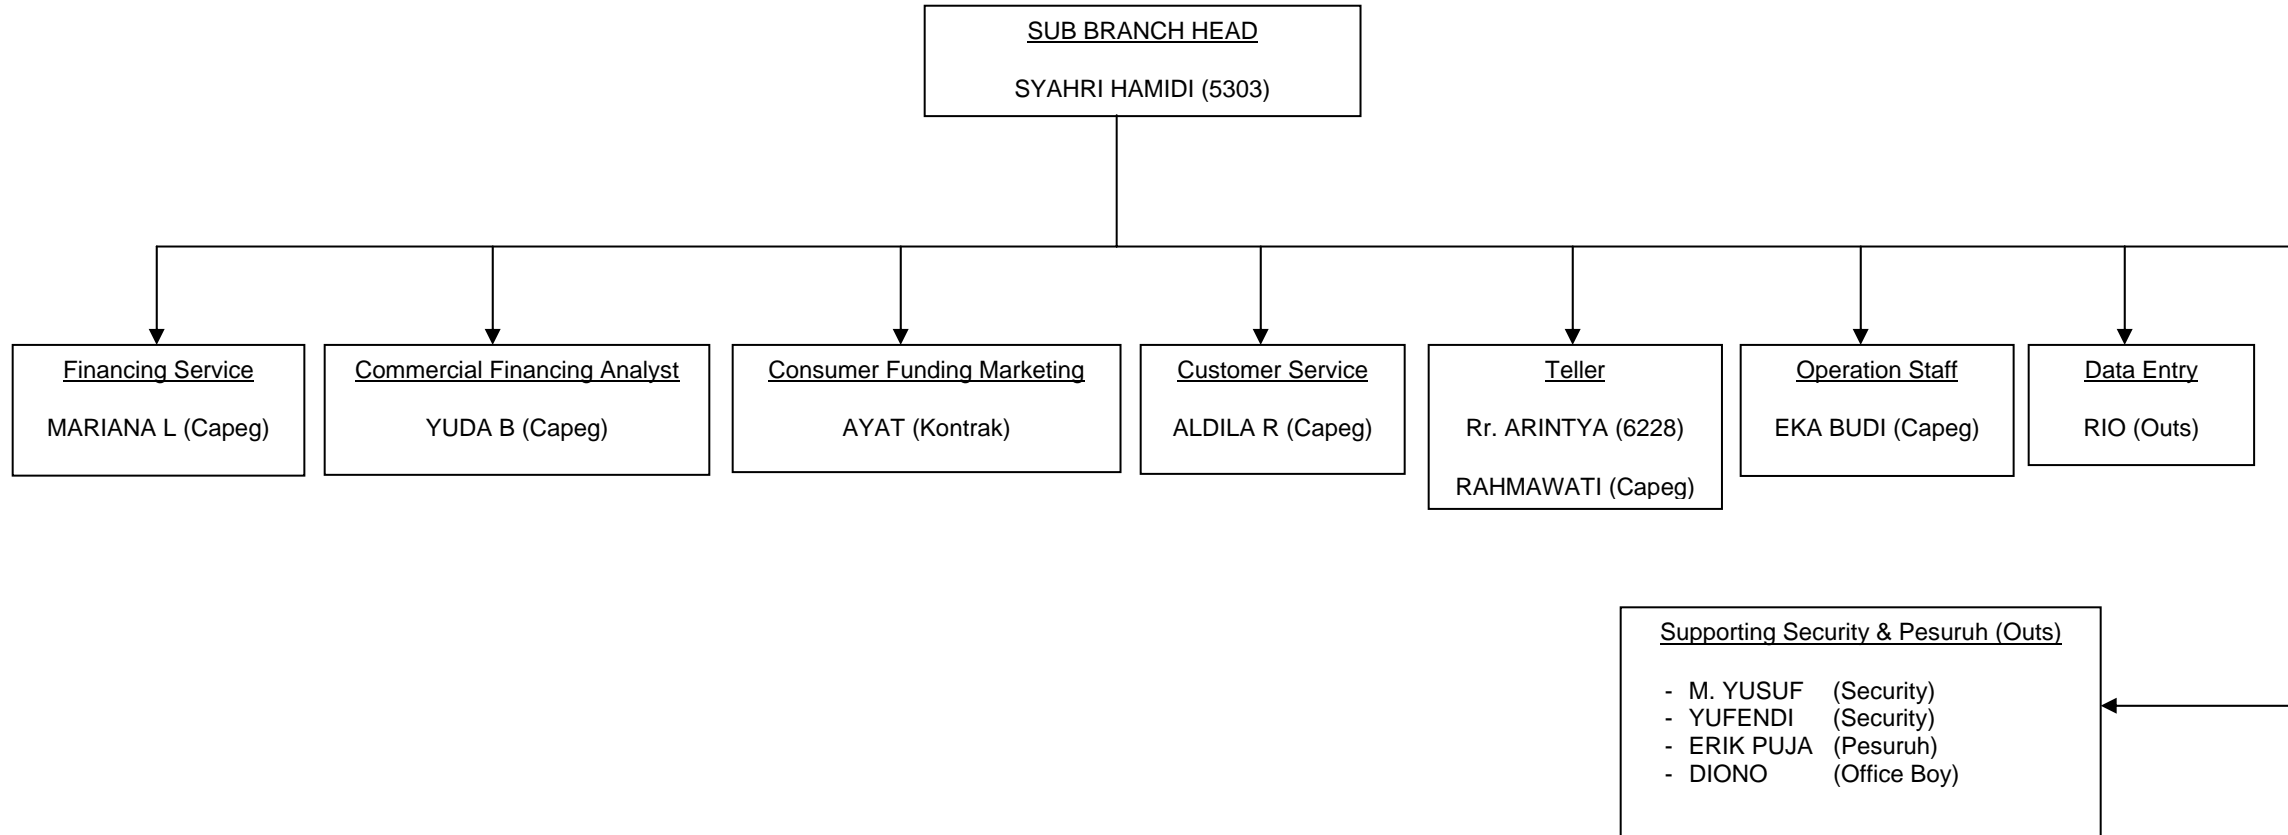 SUB BRANCH HEAD
SYAHRI HAMIDI (5303)
Financing Service
MARIANA L (Capeg)
Commercial Financing Analyst
YUDA B (Capeg)
Consumer Funding Marketing
AYAT (Kontrak)
Customer Service
ALDILA R (Capeg)
Teller
Rr. ARINTYA (6228)
RAHMAWATI (Capeg)
Operation Staff
EKA BUDI (Capeg)
Data Entry
RIO (Outs)
Supporting Security & Pesuruh (Outs)
- M. YUSUF (Security)
- YUFENDI (Security)
- ERIK PUJA (Pesuruh)
- DIONO (Office Boy)